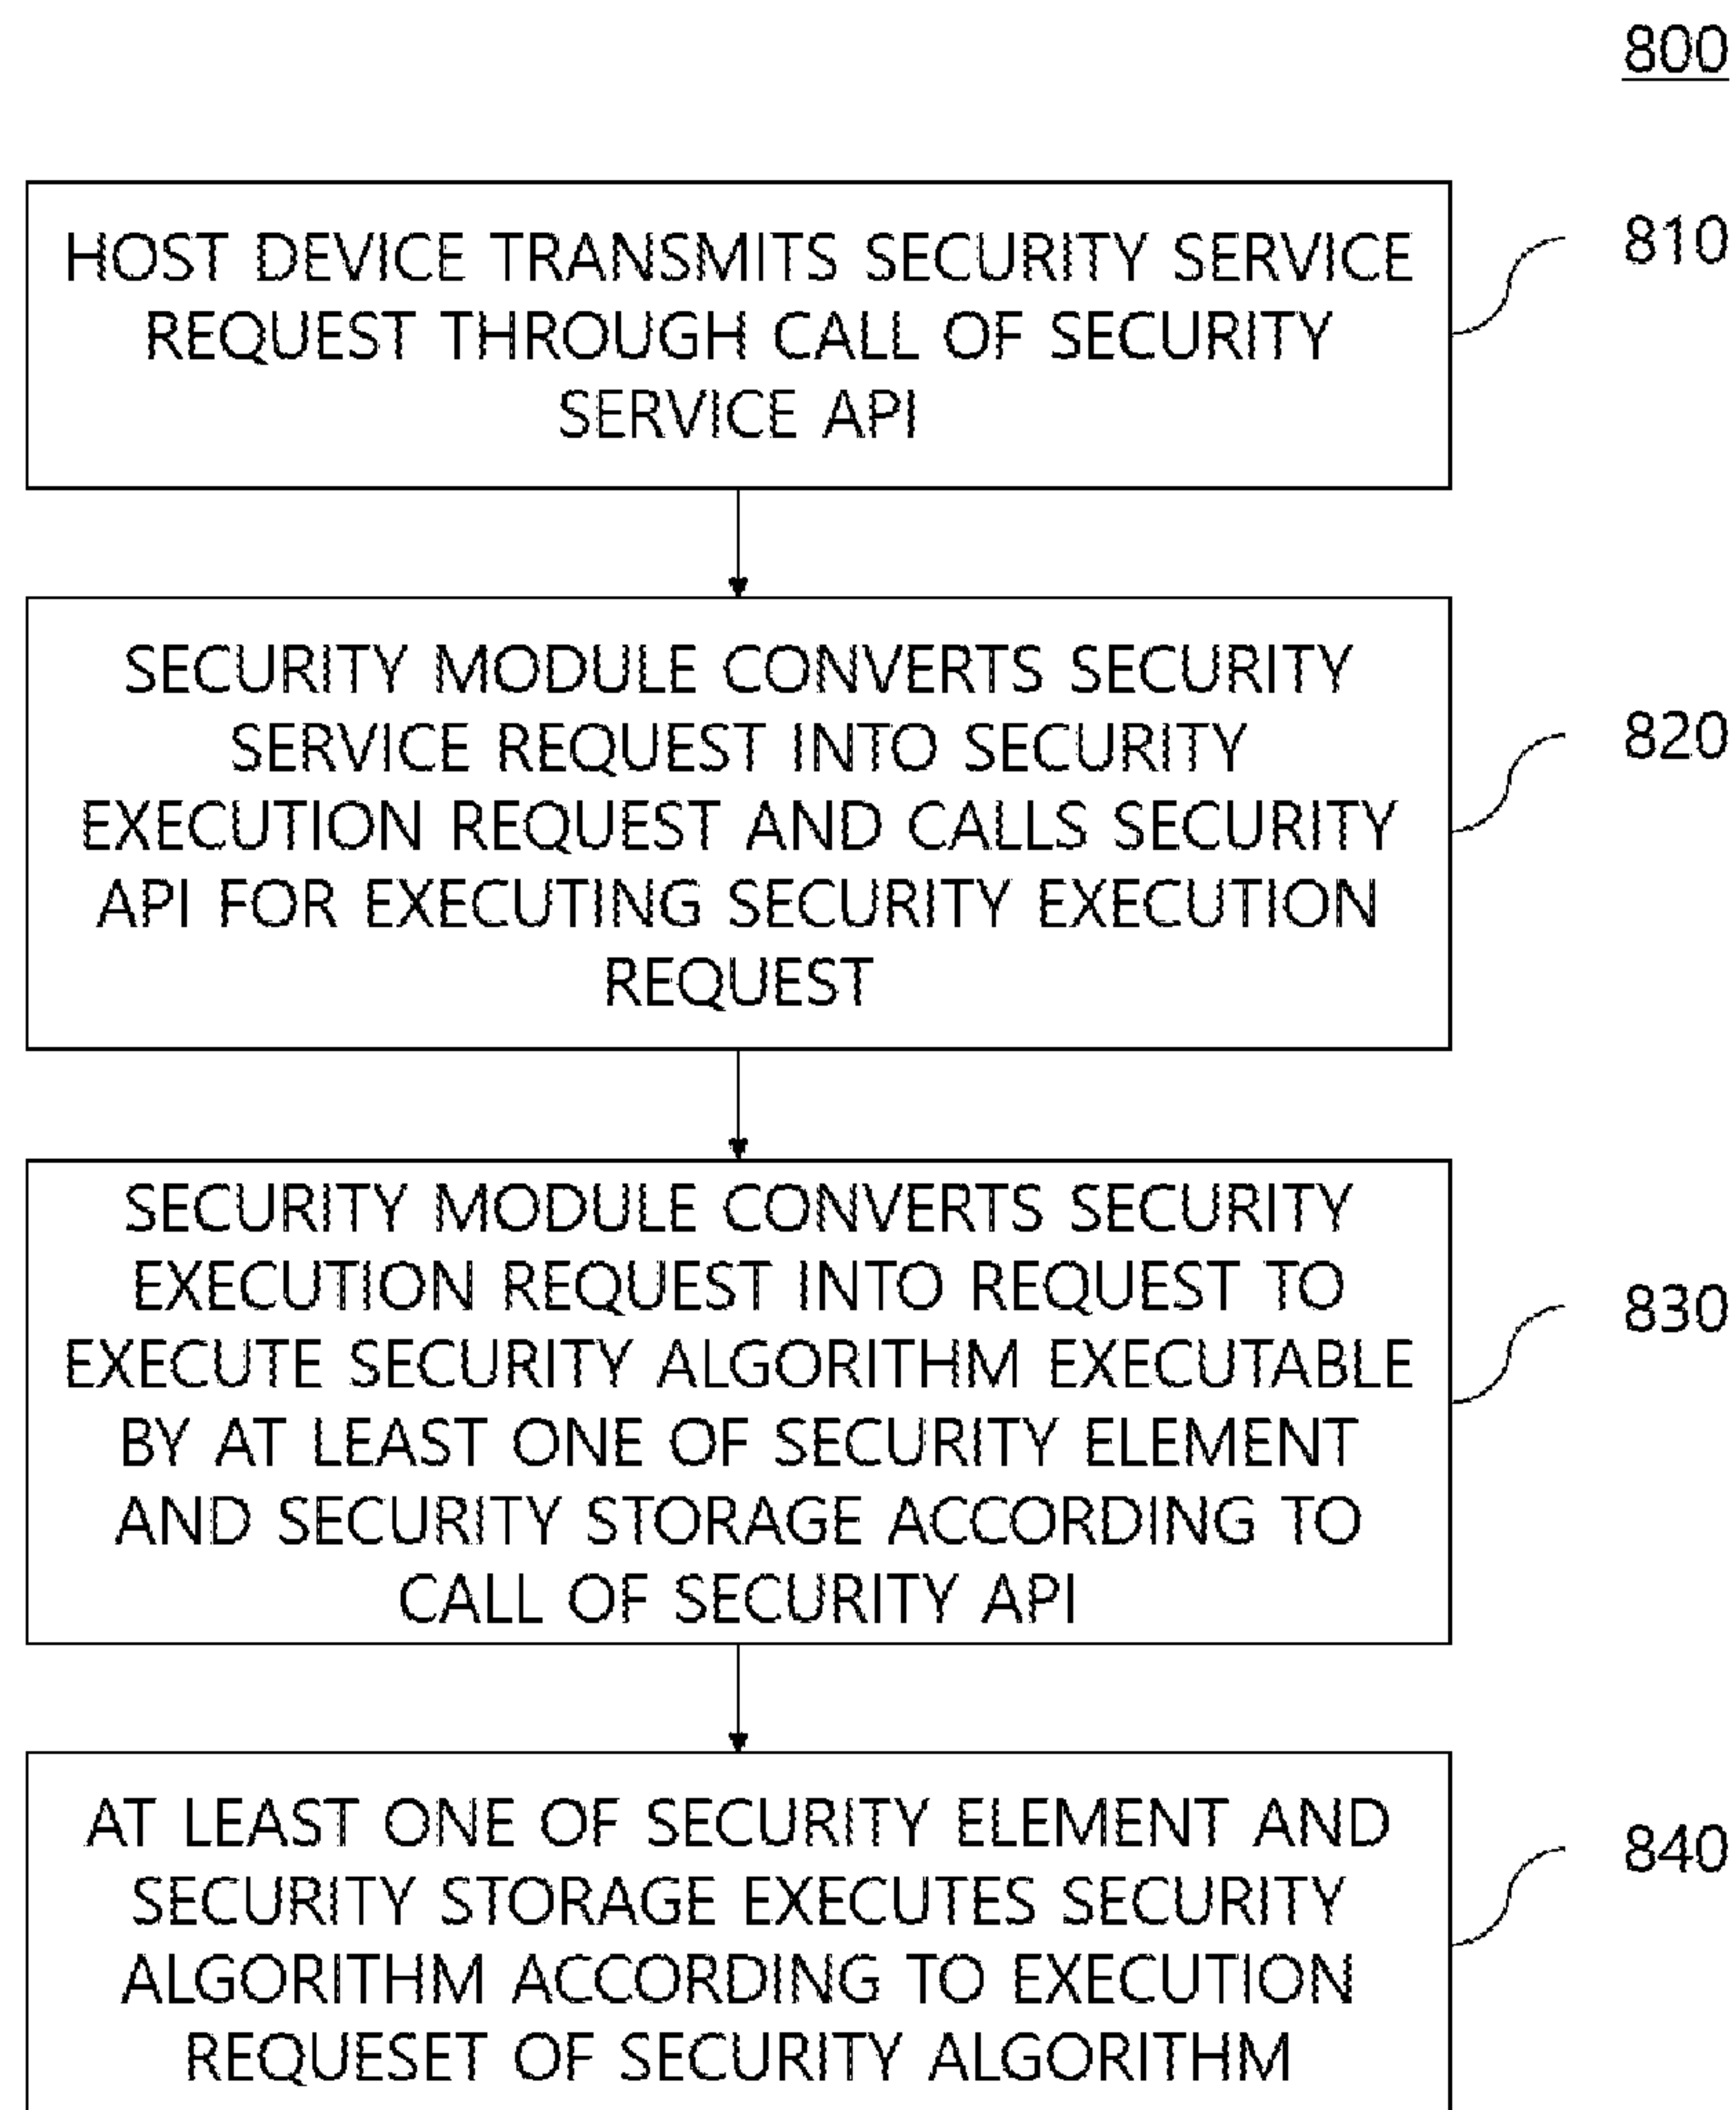 800
HOST DEVICE TRANSMITS SECURITY SERVICE
REQUEST THROUGH CALL OF SECURITY
SERVICE API
810
SECURITY MODULE CONVERTS SECURITY
SERVICE REQUEST INTO SECURITY
EXECUTION REQUEST AND CALLS SECURITY
API FOR EXECUTING SECURITY EXECUTION
REQUEST
820
SECURITY MODULE CONVERTS SECURITY
EXECUTION REQUEST INTO REQUEST TO
EXECUTE SECURITY ALGORITHM EXECUTABLE
BY AT LEAST ONE OF SECURITY ELEMENT
AND SECURITY STORAGE ACCORDING TO
CALL OF SECURITY API
830
AT LEAST ONE OF SECURITY ELEMENT AND
SECURITY STORAGE EXECUTES SECURITY
ALGORITHM ACCORDING TO EXECUTION
REQUESET OF SECURITY ALGORITHM
840